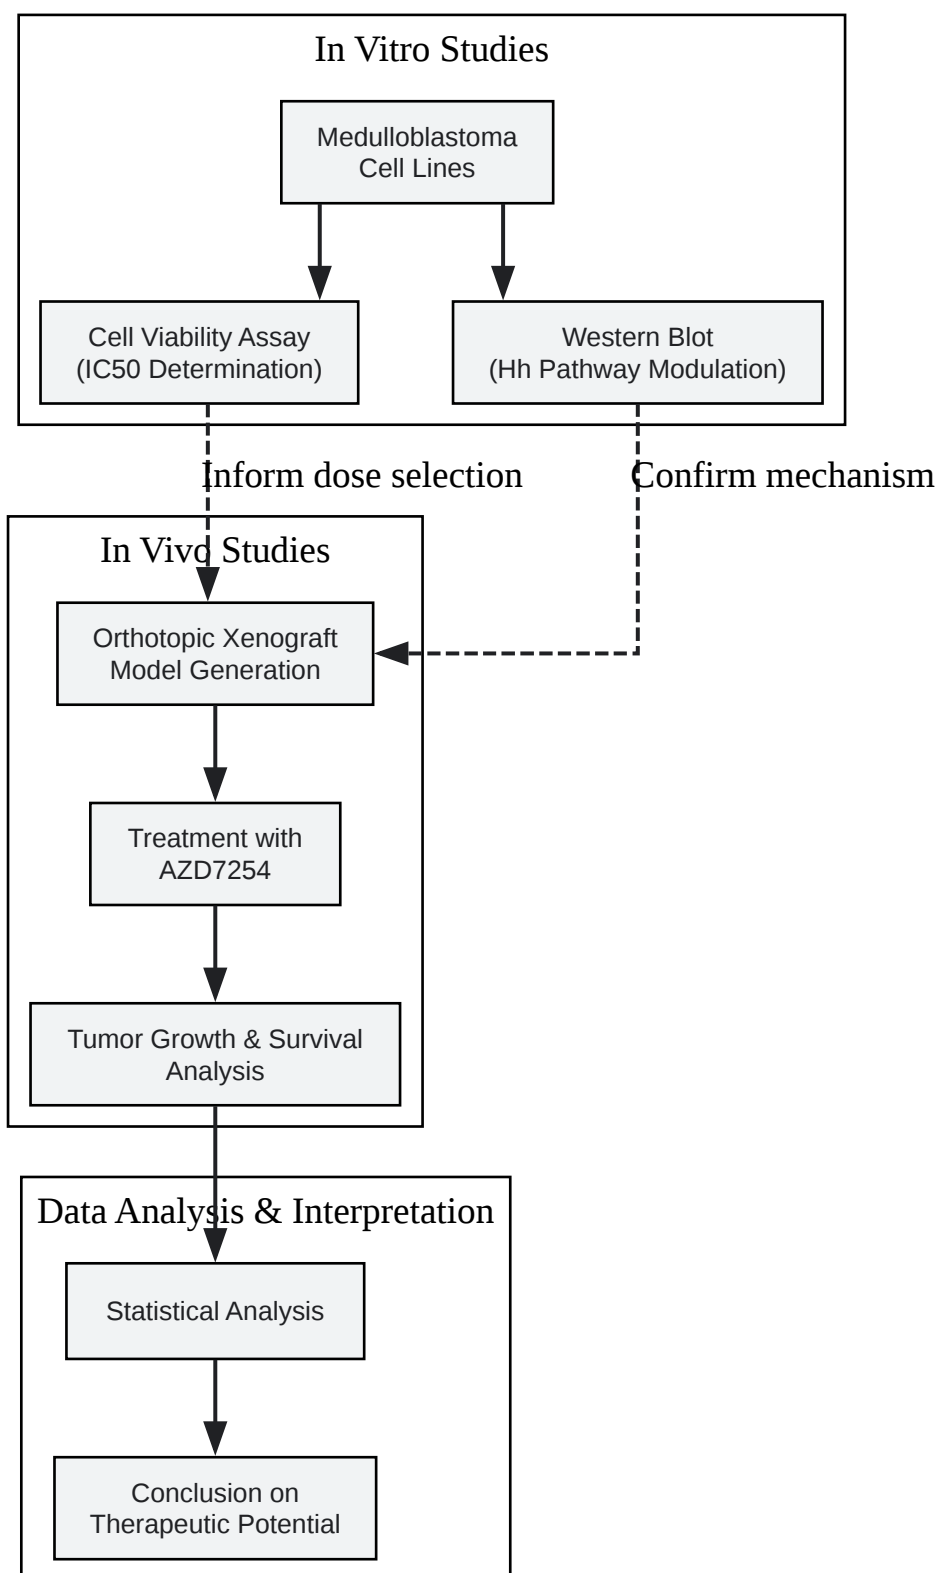 In Vitro Studies
Medulloblastoma
Cell Lines
Cell Viability Assay
(IC50 Determination)
Western Blot
(Hh Pathway Modulation)
Inform dose selection
Confirm mechanism
In Vivo Studies
Orthotopic Xenograft
Model Generation
Treatment with
AZD7254
Tumor Growth & Survival
Analysis
Data Analysis & Interpretation
Statistical Analysis
Conclusion on
Therapeutic Potential